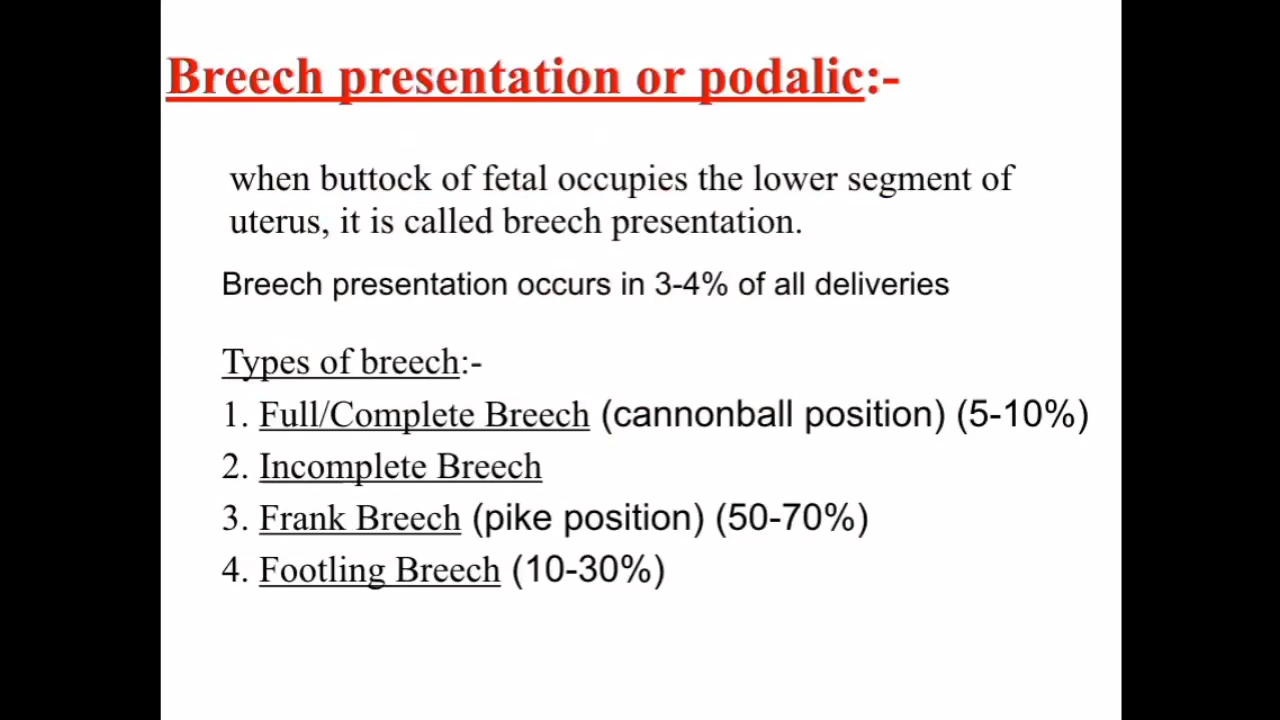 Breech presentation or podalic:-
when buttock of fetal occupies the lower segment of
uterus, it is called breech presentation.
Breech presentation occurs in 3-4% of all deliveries
Types of breech:-
1. Full/Complete Breech (cannonball position) (5-10%)
2. Incomplete Breech
3. Frank Breech (pike position) (50-70%)
4. Footling Breech (10-30%)